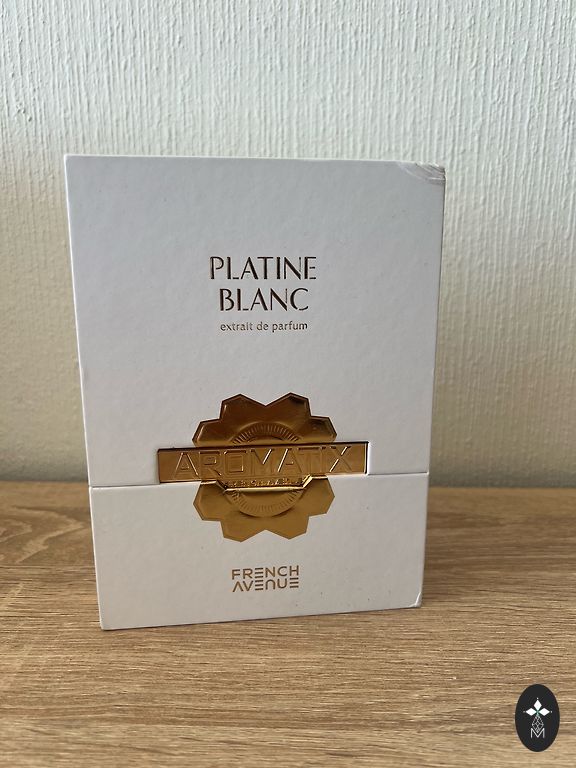 PLATINE
BLANC
extrait de parfum
AROMATIX
FRENCH
AVENUE
M